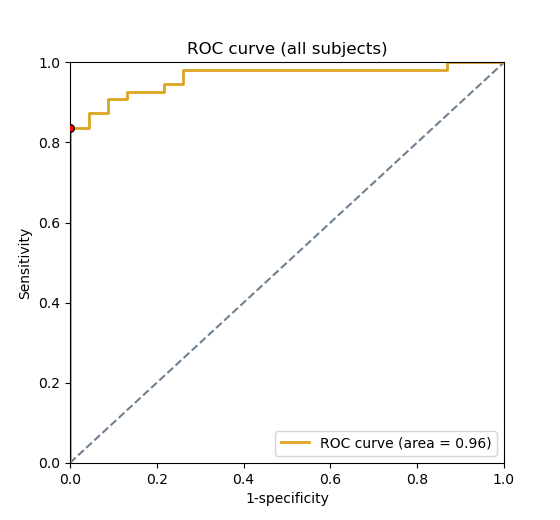 ROC curve (all subjects)
1.0
0.8
0.6
0.4
0.2
0.0
Sensitivity
ROC curve (area = 0.96)
0.0 0.2 0.4 0.6 0.8 1.0
1-specificity